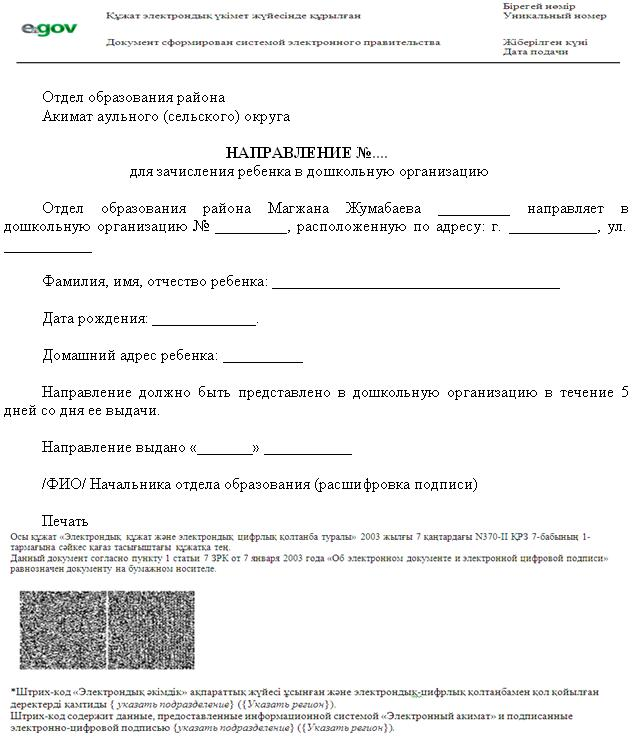 Құжат электрондық үкімет жүйесінде құрылған
Бірегей нөмір
Уникальный номер
e.gov
Документ сформирован системой электронного правительства
Жіберілген күні
Дата подачи
Отдел образования района
Акимат аульного (сельского) округа
НАПРАВЛЕНИЕ №....
для зачисления ребенка в дошкольную организацию
Отдел образования района Магжана Жумабаева _________ направляет в
дошкольную организацию № _________, расположенную по адресу: г. ___________, ул.
___________
Фамилия, имя, отчество ребенка: ____________________________________
Дата рождения: _____________.
Домашний адрес ребенка: __________
Направление должно быть представлено в дошкольную организацию в течение 5
дней со дня ее выдачи.
Направление выдано «_______» ___________
/ФИО/ Начальника отдела образования (расшифровка подписи)
Печать
Осы құжат «Электрондық құжат және электрондық цифрлық қолтаңба туралы» 2003 жылғы 7 қаңтардағы N370-II ҚРЗ 7-бабының 1-
тармағына сәйкес қағаз тасығыштағы құжатқа тең.
Данный документ согласно пункту 1 статьи 7 ЗРК от 7 января 2003 года «Об электронном документе и электронной цифровой подписи»
равнозначен документу на бумажном носителе.
*Штрих-код «Электрондық әкімдік» ақпараттық жүйесі ұсынған және электрондық-цифрлық қолтаңбамен қол қойылған
деректерді қамтиды { указать подразделение} ({Указать регион}).
Штрих-код содержит данные, предоставленные информационной системой «Электронный акимат» и подписанные
электронно-цифровой подписью {указать подразделение} ({Указать регион}).